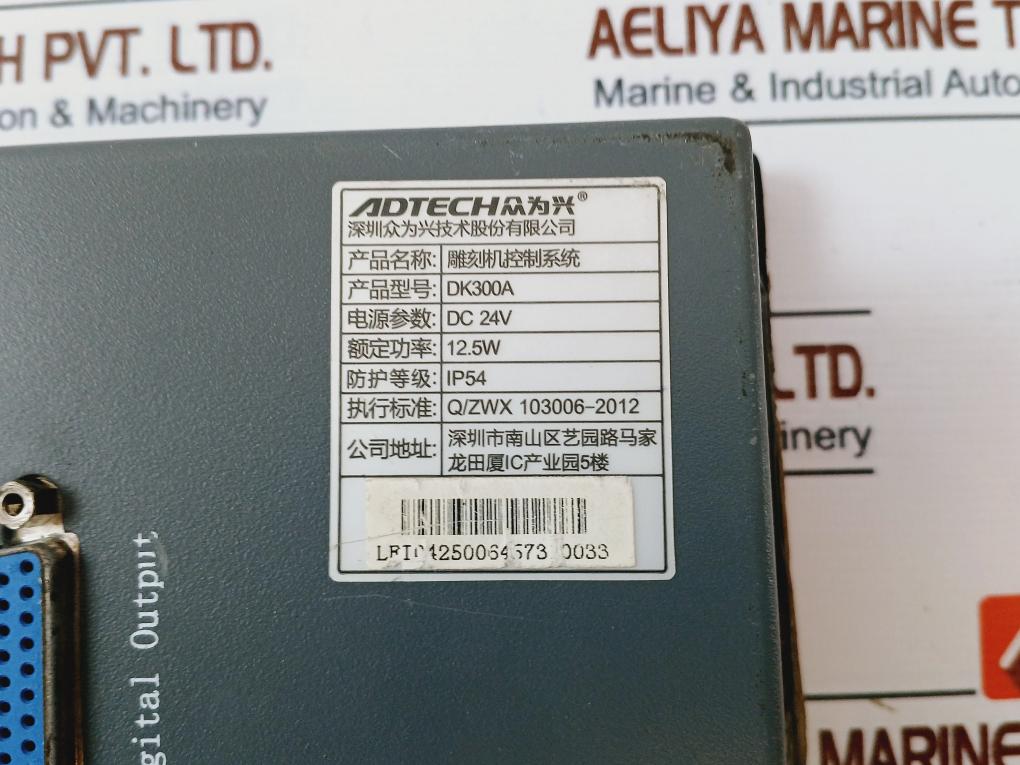 H PVT. LTD.
on & Machinery
AELIYA MARINE T
Marine & Industrial Auto
ADTECH众为兴®
深圳众为兴技术股份有限公司
产品名称: 雕刻机控制系统
产品型号: DK300A
电源参数: DC 24V
额定功率: 12.5W
防护等级: IP54
执行标准: Q/ZWX 103006-2012
公司地址: 深圳市南山区艺园路马家
龙田厦IC产业园5楼
gital Output
LTD.
inery
MARINE